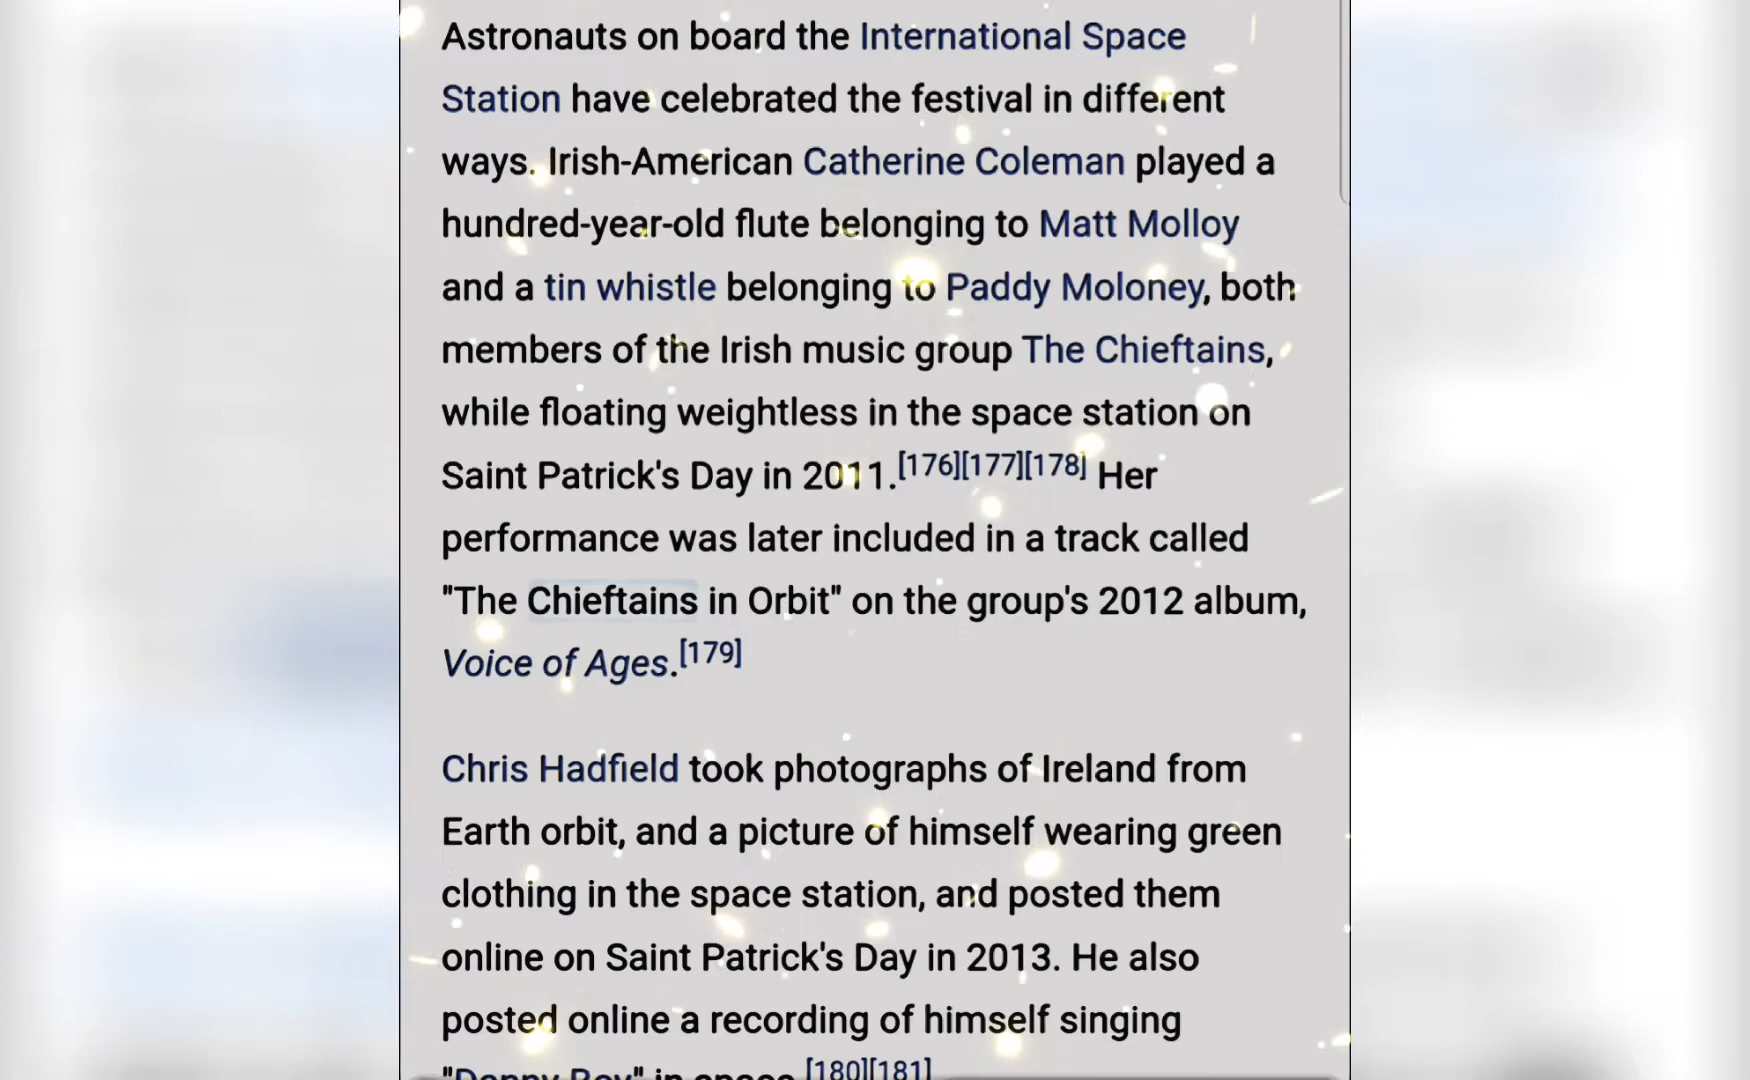 Astronauts on board the International Space
Station have celebrated the festival in different
ways. Irish-American Catherine Coleman played a
hundred-year-old flute belonging to Matt Molloy
and a tin whistle belonging to Paddy Moloney, both
members of the Irish music group The Chieftains,
while floating weightless in the space station on
Saint Patrick's Day in 2011.[176][177][178] Her
performance was later included in a track called
"The Chieftains in Orbit" on the group's 2012 album,
Voice of Ages.[179]
Chris Hadfield took photographs of Ireland from
Earth orbit, and a picture of himself wearing green
clothing in the space station, and posted them
online on Saint Patrick's Day in 2013. He also
posted online a recording of himself singing
"Danny Boy" in space.[180][181]